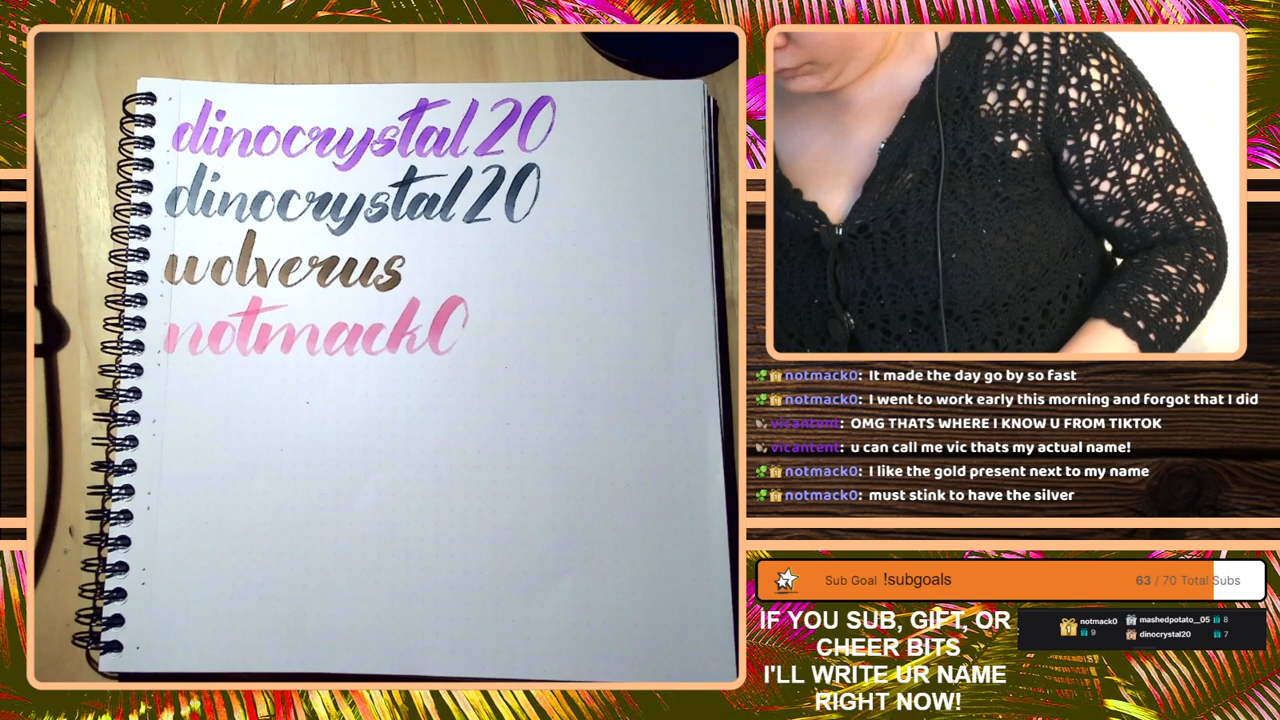 dinocrystal20
dinocrystal20
wolverus
notmack0
notmack0: It made the day go by so fast
notmack0: I went to work early this morning and forgot that I did
vicantent: OMG THATS WHERE I KNOW U FROM TIKTOK
vicantent: u can call me vic thats my actual name!
notmack0: I like the gold present next to my name
notmack0: must stink to have the silver
Sub Goal !subgoals 63 / 70 Total Subs
IF YOU SUB, GIFT, OR
CHEER BITS
I'LL WRITE UR NAME
RIGHT NOW!
1 notmack0 9
mashedpotato_05 8
dinocrystal20 7